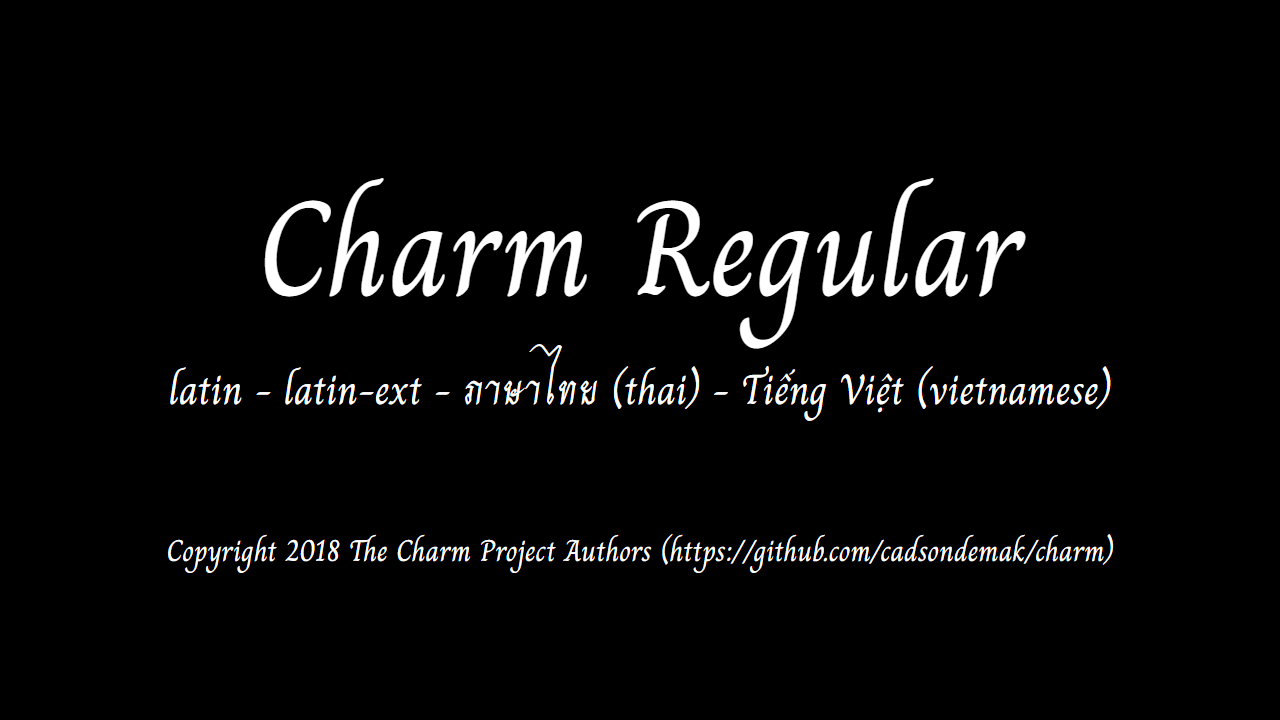 Charm Regular
latin - latin-ext - ภาษาไทย (thai) - Tiếng Việt (vietnamese)
Copyright 2018 The Charm Project Authors (https://github.com/cadsondemak/charm)